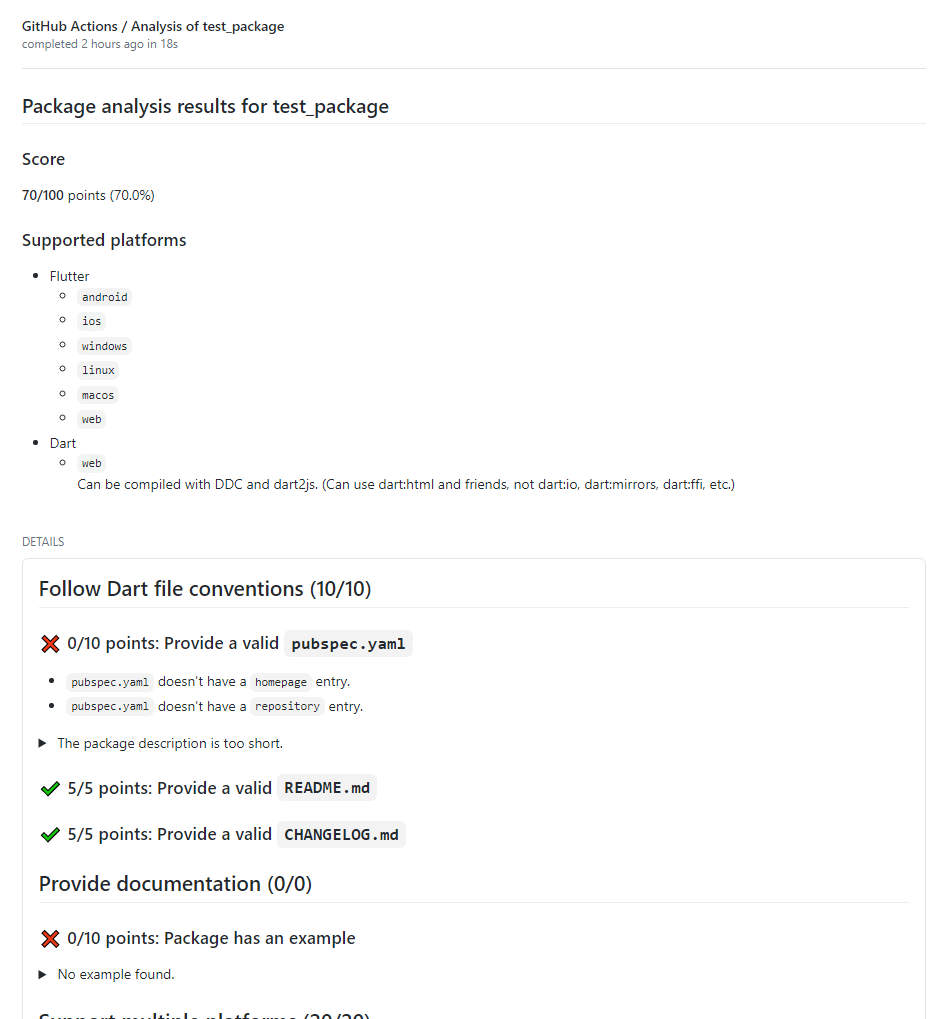 GitHub Actions / Analysis of test_package
completed 2 hours ago in 18s
Package analysis results for test_package
Score
70/100 points (70.0%)
Supported platforms
Flutter
android
ios
windows
linux
macos
web
Dart
web
Can be compiled with DDC and dart2js. (Can use dart:html and friends, not dart:io, dart:mirrors, dart:ffi, etc.)
DETAILS
Follow Dart file conventions (10/10)
0/10 points: Provide a valid pubspec.yaml
pubspec.yaml doesn't have a homepage entry.
pubspec.yaml doesn't have a repository entry.
The package description is too short.
5/5 points: Provide a valid README.md
5/5 points: Provide a valid CHANGELOG.md
Provide documentation (0/0)
0/10 points: Package has an example
No example found.
Support multiple platforms (20/20)